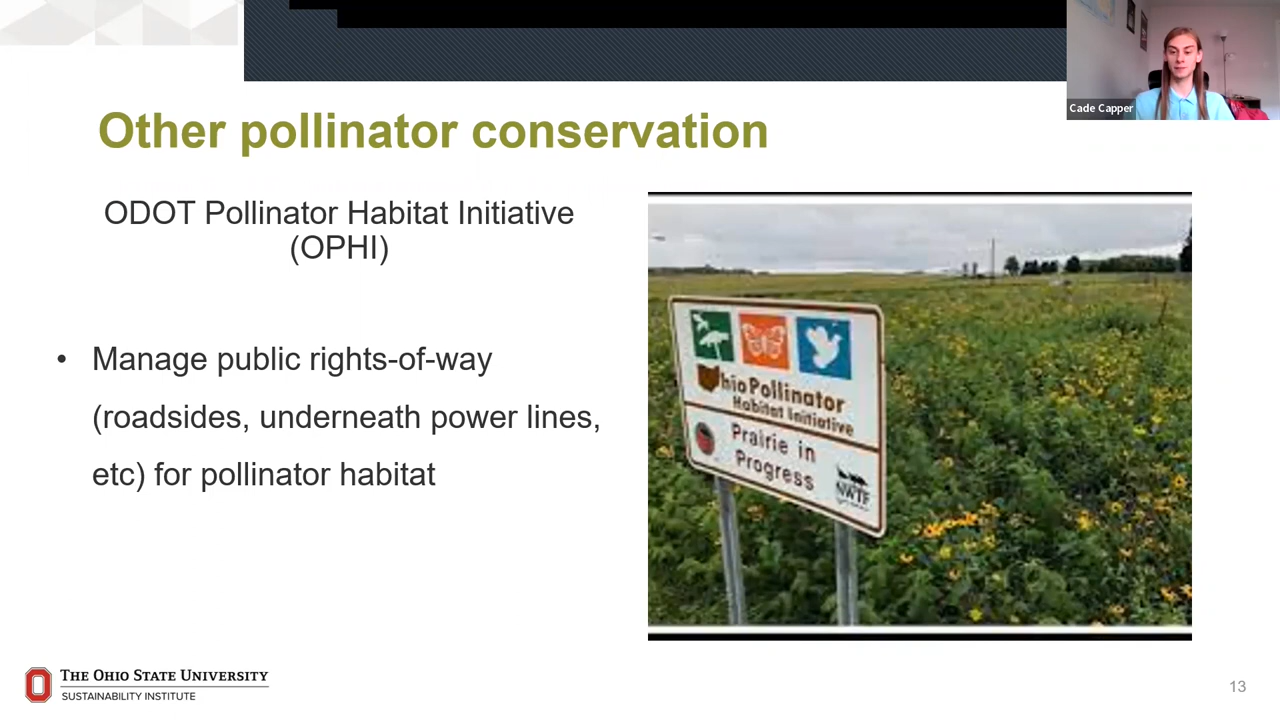 Cade Capper
Other pollinator conservation
ODOT Pollinator Habitat Initiative
(OPHI)
• Manage public rights-of-way
(roadsides, underneath power lines,
etc) for pollinator habitat
Ohio Pollinator
Habitat Initiative
Prairie in
Progress
NWTF
THE OHIO STATE UNIVERSITY
SUSTAINABILITY INSTITUTE
13